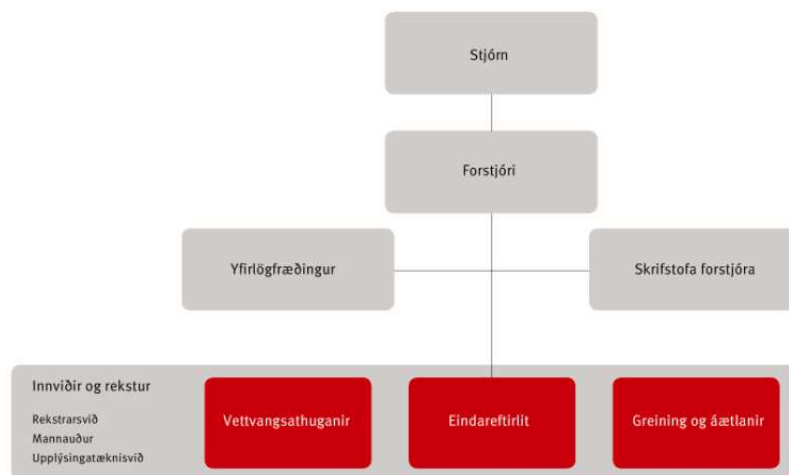 Stjórn
Forstjóri
Yfirlögfræðingur
Skrifstofa forstjóra
Innviðir og rekstur
Rekstrarsvið
Mannauður
Upplýsingatæknisvið
Vettvangsathuganir
Eindareftirlit
Greining og áætlanir